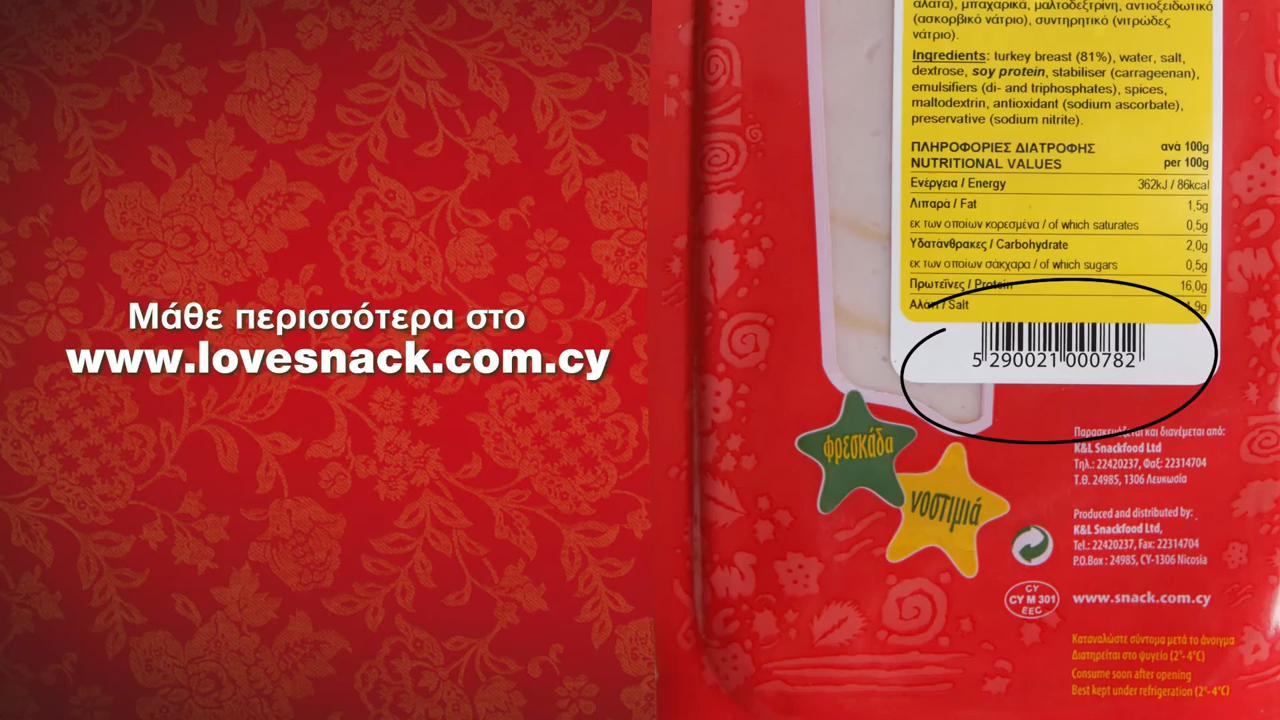 Μάθε περισσότερα στο
www.lovesnack.com.cy
άλατα), μπαχαρικά, μαλτοδεξτρίνη, αντιοξειδωτικό
(ασκορβικό νάτριο), συντηρητικό (νιτρώδες
νάτριο).
Ingredients: turkey breast (81%), water, salt,
dextrose, soy protein, stabiliser (carrageenan),
emulsifiers (di- and triphosphates), spices,
maltodextrin, antioxidant (sodium ascorbate),
preservative (sodium nitrite).
ΠΛΗΡΟΦΟΡΙΕΣ ΔΙΑΤΡΟΦΗΣ ανά 100g
NUTRITIONAL VALUES per 100g
Ενέργεια / Energy 362kJ / 86kcal
Λιπαρά / Fat 1,5g
εκ των οποίων κορεσμένα / of which saturates 0,5g
Υδατάνθρακες / Carbohydrate 2,0g
εκ των οποίων σάκχαρα / of which sugars 0,5g
Πρωτεΐνες / Protein 16,0g
Αλάτι / Salt
5 290021 000782
φρεσκάδα
νοστιμιά
Παρασκευάζεται και διανέμεται από:
K&L Snackfood Ltd
Τηλ.: 22420237, Φαξ: 22314704
Τ.Θ. 24985, 1306 Λευκωσία
Produced and distributed by:
K&L Snackfood Ltd,
Tel.: 22420237, Fax: 22314704
P.O.Box : 24985, CY-1306 Nicosia
CY
CY M 301
EEC
www.snack.com.cy
Καταναλώστε σύντομα μετά το άνοιγμα
Διατηρείται στο ψυγείο (2°- 4°C)
Consume soon after opening
Best kept under refrigeration (2°-4°C)